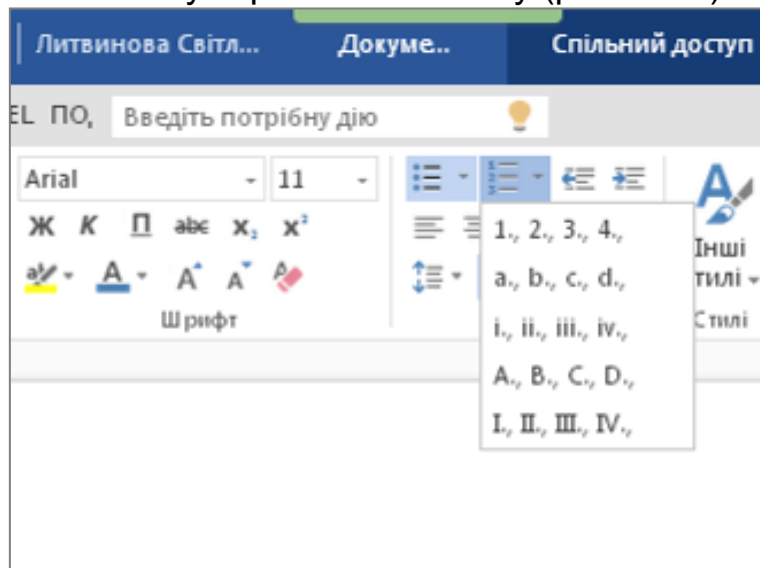 Литвинова Світл... Докуме... Спільний доступ
EL ПО, Введіть потрібну дію
Arial 11
Ж К П abc x₂ x²
1., 2., 3., 4.,
Інші
a., b., c., d.,
тилі
Шрифт
i., ii., iii., iv.,
Стилі
A., B., C., D.,
I., II., III., IV.,